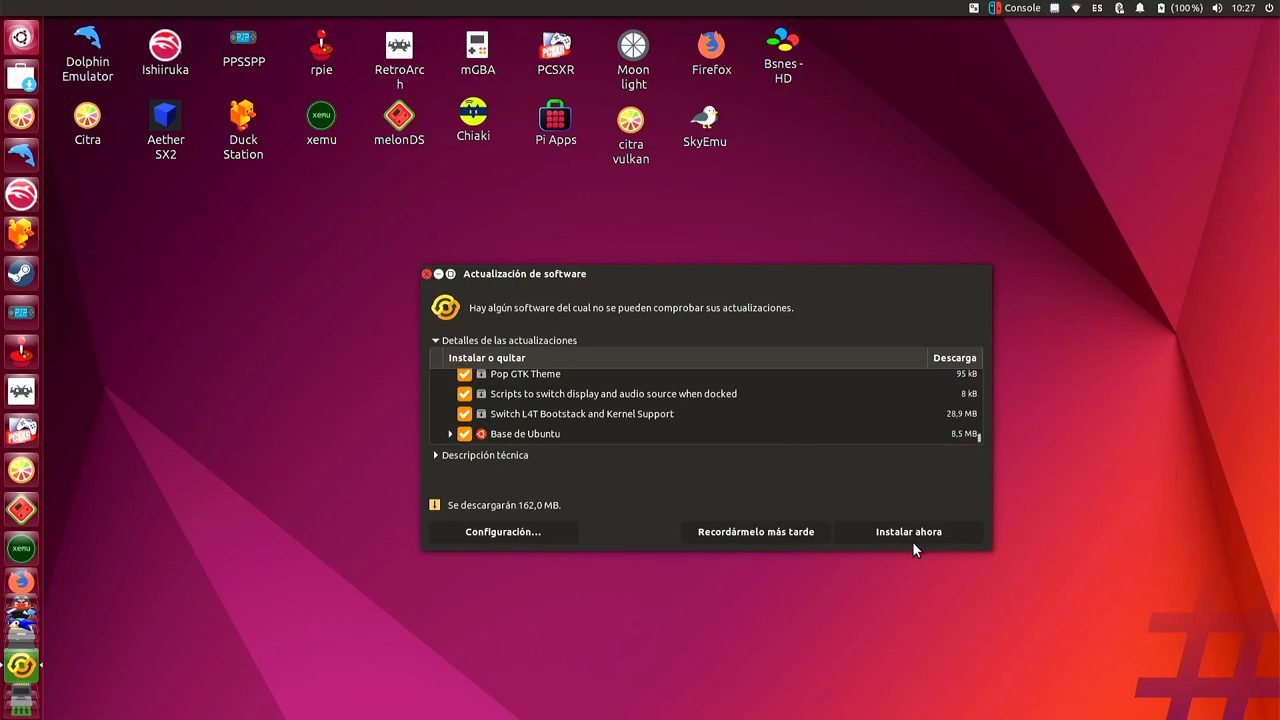 Console
ES
(100%)
10:27
Dolphin
Emulator
Ishiiruka
PPSSPP
rpie
RetroArc
h
mGBA
PCSXR
Moon
light
Firefox
Bsnes -
HD
Citra
Aether
SX2
Duck
Station
xemu
xemu
melonDS
Chiaki
Pi Apps
citra
vulkan
SkyEmu
Actualización de software
Hay algún software del cual no se pueden comprobar sus actualizaciones.
Detalles de las actualizaciones
Instalar o quitar
Descarga
Pop GTK Theme
95 kB
Scripts to switch display and audio source when docked
8 kB
Switch L4T Bootstack and Kernel Support
28,9 MB
Base de Ubuntu
8,5 MB
Descripción técnica
Se descargarán 162,0 MB.
Configuración...
Recordármelo más tarde
Instalar ahora
xemu